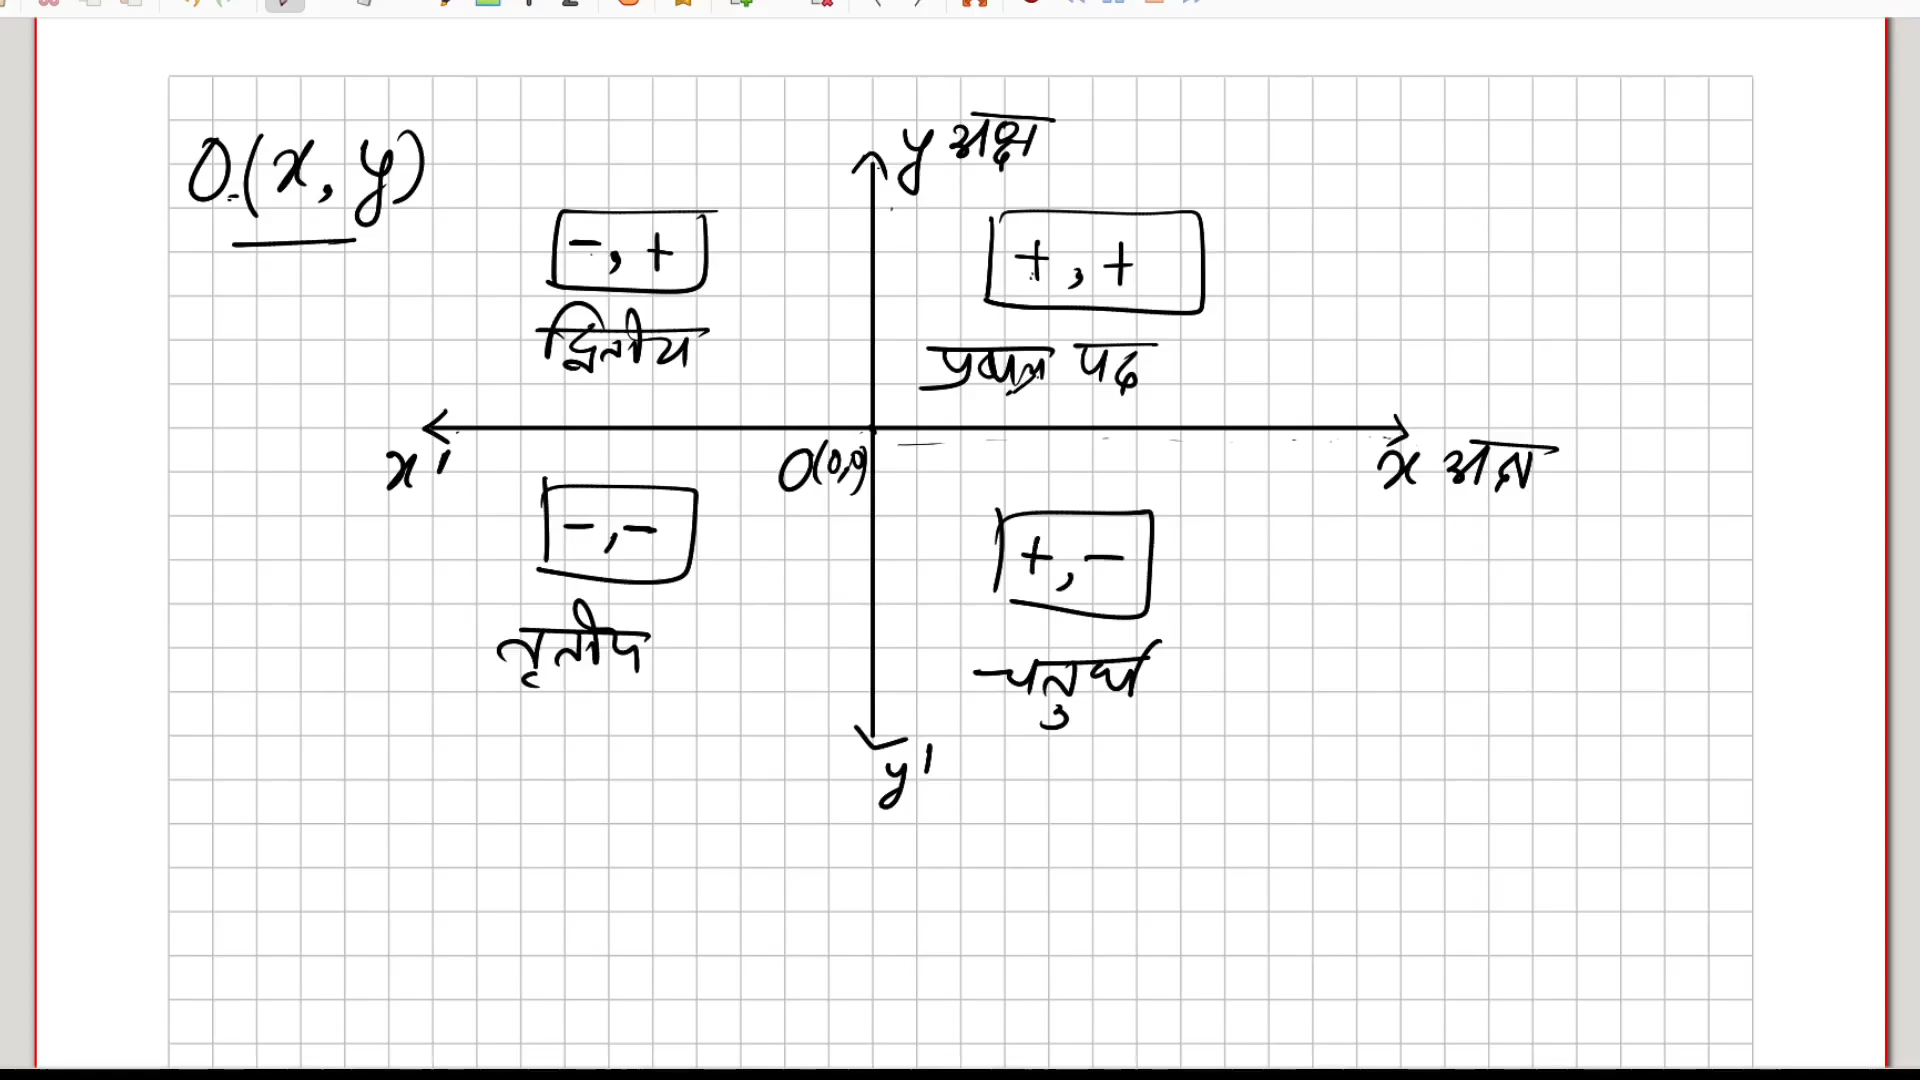 O(x, y)
y अक्ष
-, +
+, +
द्वितीय
प्रथम पद
x'
O(0,0)
x अक्ष
-,-
+,-
तृतीय
चतुर्थ
y'